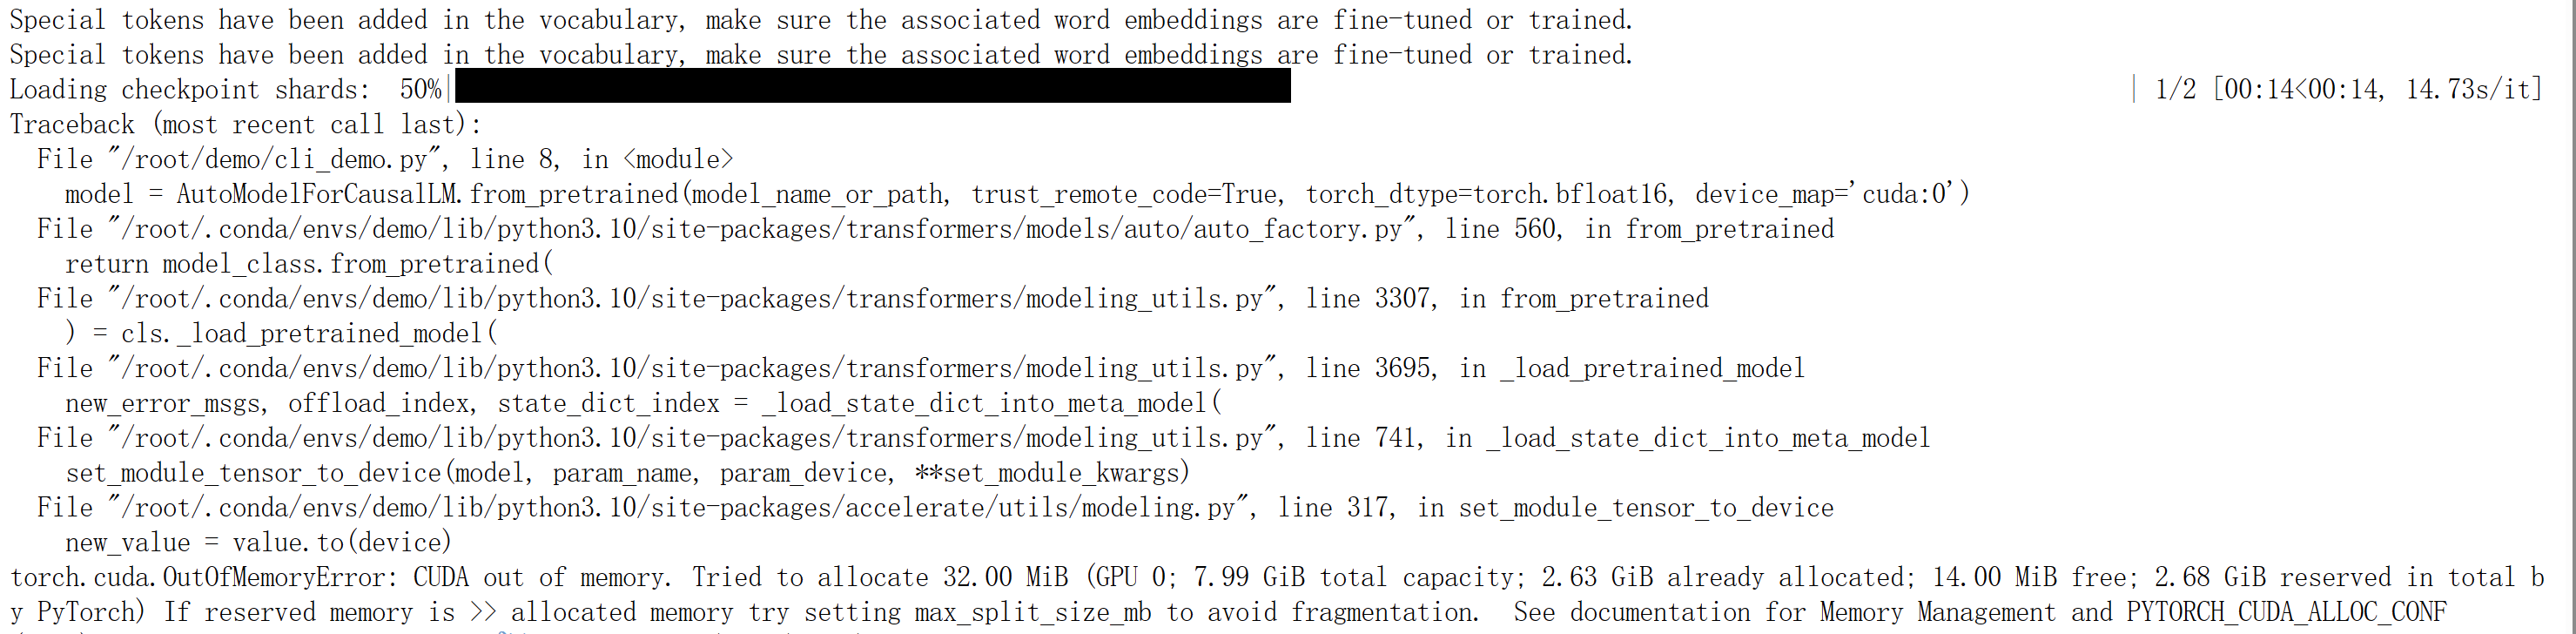 Special tokens have been added in the vocabulary, make sure the associated word embeddings are fine-tuned or trained.
Special tokens have been added in the vocabulary, make sure the associated word embeddings are fine-tuned or trained.
Loading checkpoint shards:  50%| | 1/2 [00:14<00:14, 14.73s/it]
Traceback (most recent call last):
  File "/root/demo/cli_demo.py", line 8, in <module>
    model = AutoModelForCausalLM.from_pretrained(model_name_or_path, trust_remote_code=True, torch_dtype=torch.bfloat16, device_map='cuda:0')
  File "/root/.conda/envs/demo/lib/python3.10/site-packages/transformers/models/auto/auto_factory.py", line 560, in from_pretrained
    return model_class.from_pretrained(
  File "/root/.conda/envs/demo/lib/python3.10/site-packages/transformers/modeling_utils.py", line 3307, in from_pretrained
    ) = cls._load_pretrained_model(
  File "/root/.conda/envs/demo/lib/python3.10/site-packages/transformers/modeling_utils.py", line 3695, in _load_pretrained_model
    new_error_msgs, offload_index, state_dict_index = _load_state_dict_into_meta_model(
  File "/root/.conda/envs/demo/lib/python3.10/site-packages/transformers/modeling_utils.py", line 741, in _load_state_dict_into_meta_model
    set_module_tensor_to_device(model, param_name, param_device, **set_module_kwargs)
  File "/root/.conda/envs/demo/lib/python3.10/site-packages/accelerate/utils/modeling.py", line 317, in set_module_tensor_to_device
    new_value = value.to(device)
torch.cuda.OutOfMemoryError: CUDA out of memory. Tried to allocate 32.00 MiB (GPU 0; 7.99 GiB total capacity; 2.63 GiB already allocated; 14.00 MiB free; 2.68 GiB reserved in total b
y PyTorch) If reserved memory is >> allocated memory try setting max_split_size_mb to avoid fragmentation.  See documentation for Memory Management and PYTORCH_CUDA_ALLOC_CONF